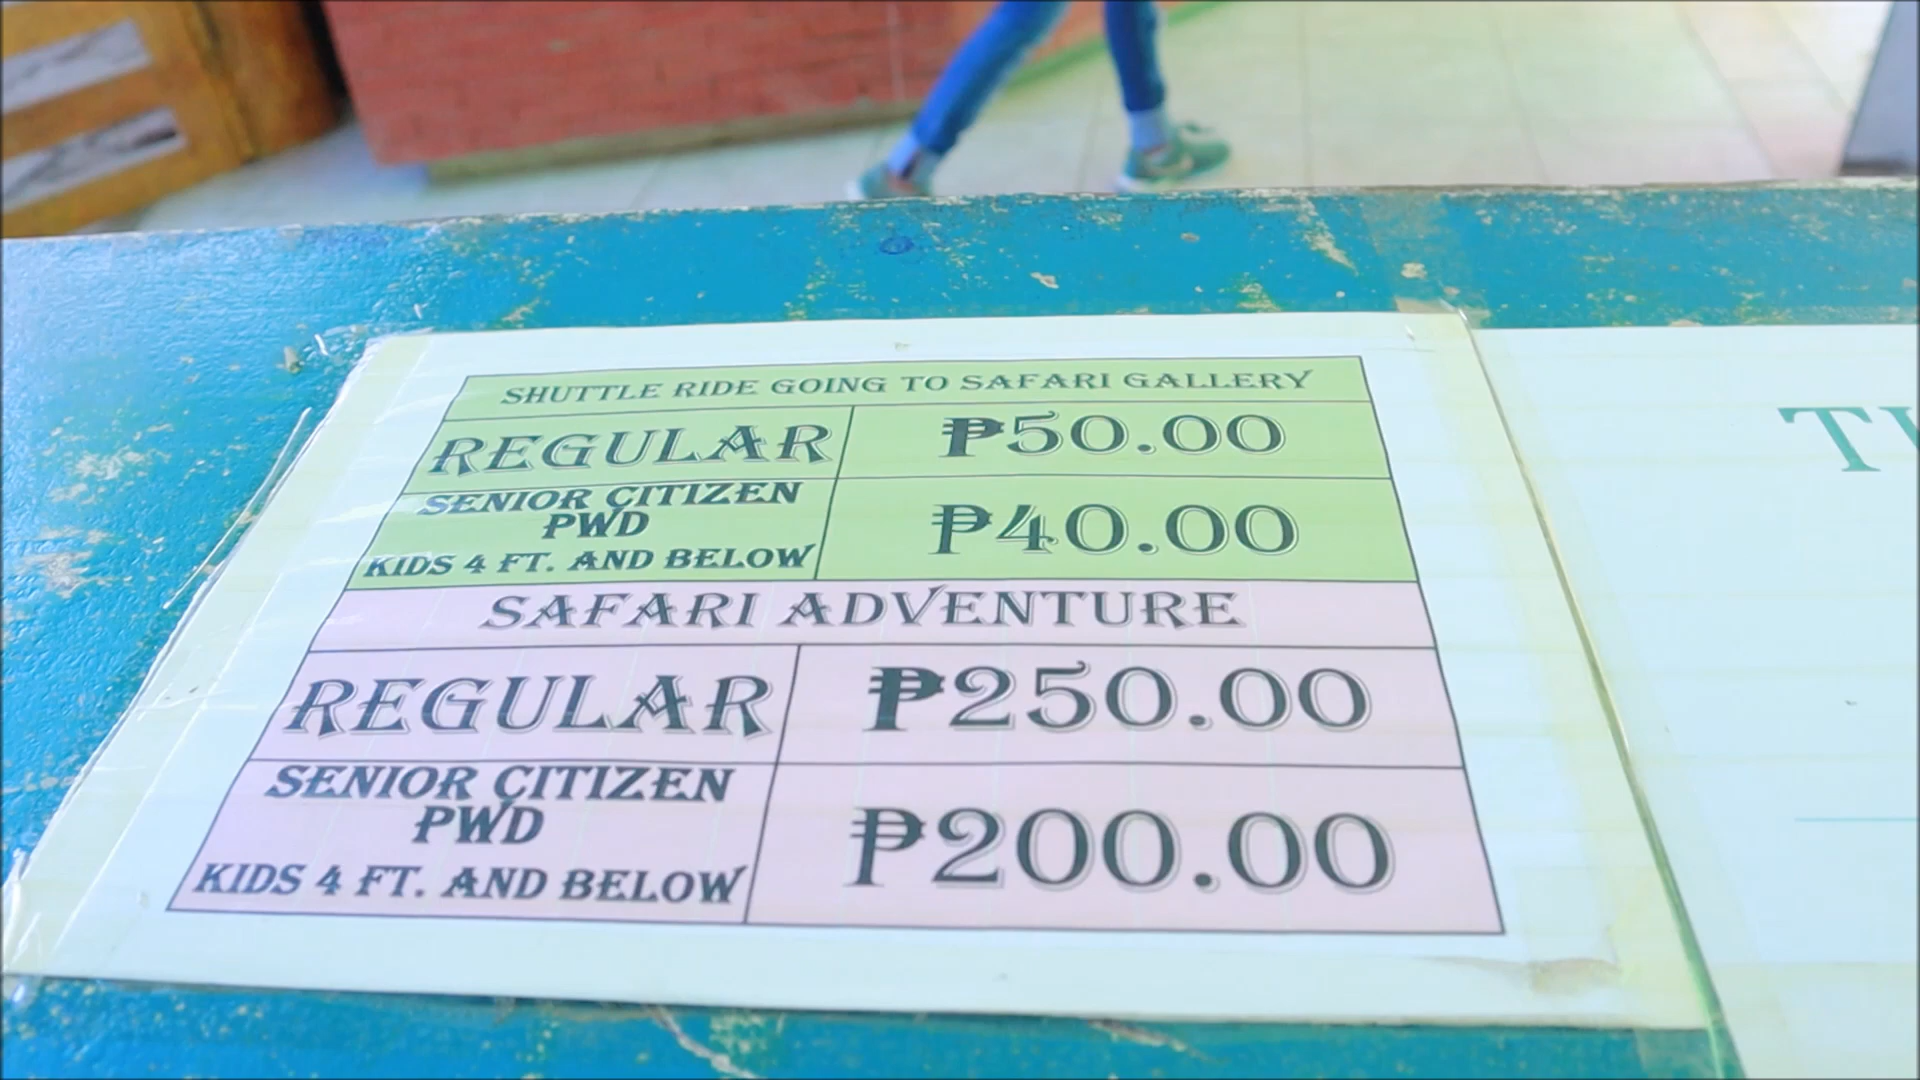 SHUTTLE RIDE GOING TO SAFARI GALLERY
REGULAR ₱50.00
SENIOR CITIZEN
PWD
KIDS 4 FT. AND BELOW
₱40.00
SAFARI ADVENTURE
REGULAR ₱250.00
SENIOR CITIZEN
PWD
KIDS 4 FT. AND BELOW
₱200.00